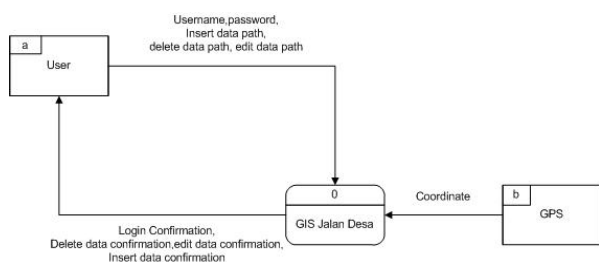 Username,password,
Insert data path,
delete data path, edit data path
a
User
0
GIS Jalan Desa
Coordinate
b
GPS
Login Confirmation,
Delete data confirmation,edit data confirmation,
Insert data confirmation